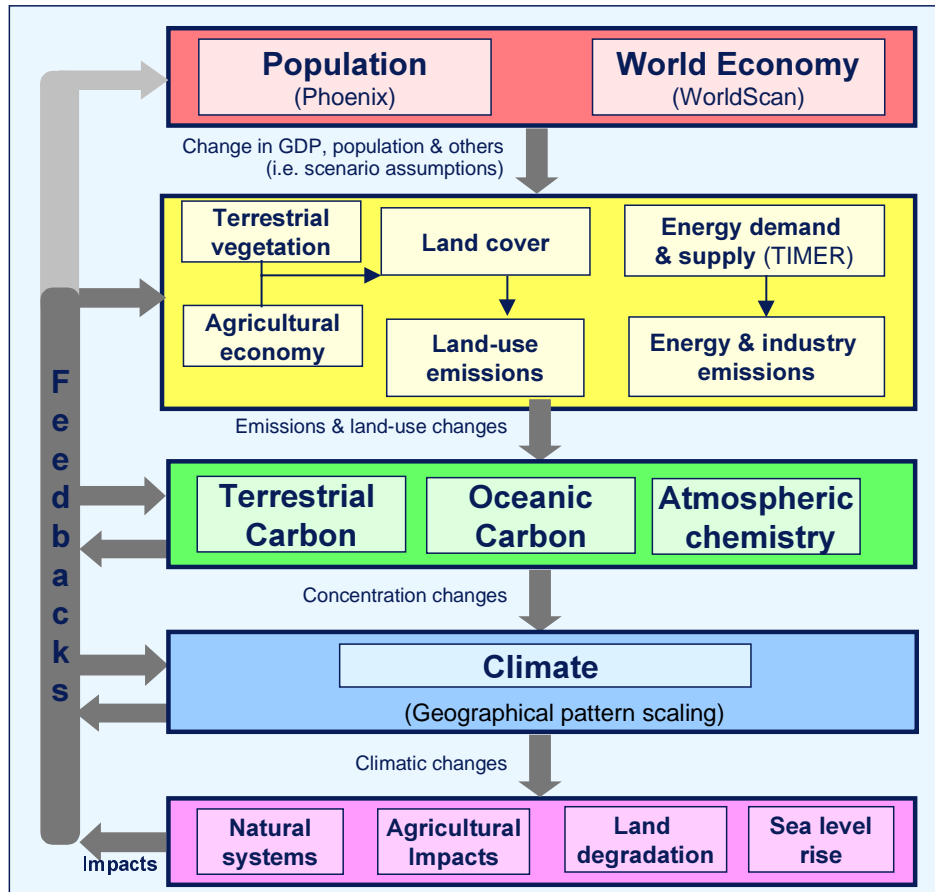 Population
(Phoenix)
World Economy
(WorldScan)
Change in GDP, population & others
(i.e. scenario assumptions)
Terrestrial
vegetation
Land cover
Energy demand
& supply (TIMER)
Agricultural
economy
Land-use
emissions
Energy & industry
emissions
Emissions & land-use changes
Terrestrial
Carbon
Oceanic
Carbon
Atmospheric
chemistry
Concentration changes
Climate
(Geographical pattern scaling)
Climatic changes
Natural
systems
Agricultural
Impacts
Land
degradation
Sea level
rise
Impacts
Feedbacks